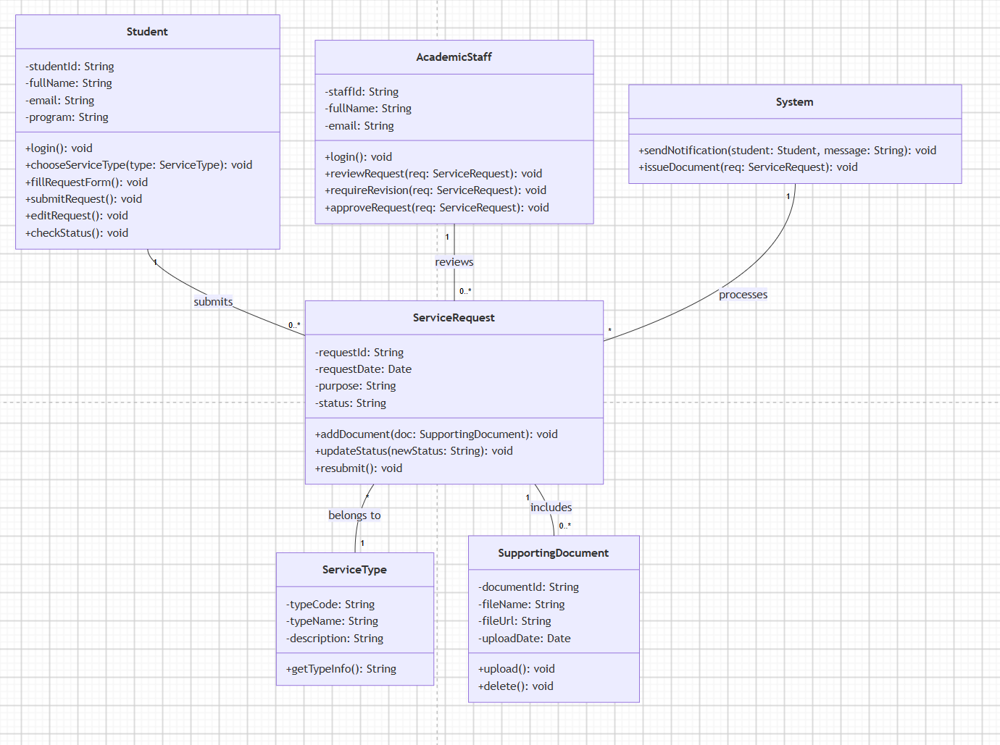 Student
-studentId: String
-fullName: String
-email: String
-program: String
+login(): void
+chooseServiceType(type: ServiceType): void
+fillRequestForm(): void
+submitRequest(): void
+editRequest(): void
+checkStatus(): void
AcademicStaff
-staffId: String
-fullName: String
-email: String
+login(): void
+reviewRequest(req: ServiceRequest): void
+requireRevision(req: ServiceRequest): void
+approveRequest(req: ServiceRequest): void
System
+sendNotification(student: Student, message: String): void
+issueDocument(req: ServiceRequest): void
1
submits
0..*
1
reviews
0..*
1
processes
*
ServiceRequest
-requestId: String
-requestDate: Date
-purpose: String
-status: String
+addDocument(doc: SupportingDocument): void
+updateStatus(newStatus: String): void
+resubmit(): void
*
belongs to
1
1
includes
0..*
ServiceType
-typeCode: String
-typeName: String
-description: String
+getTypeInfo(): String
SupportingDocument
-documentId: String
-fileName: String
-fileUrl: String
-uploadDate: Date
+upload(): void
+delete(): void